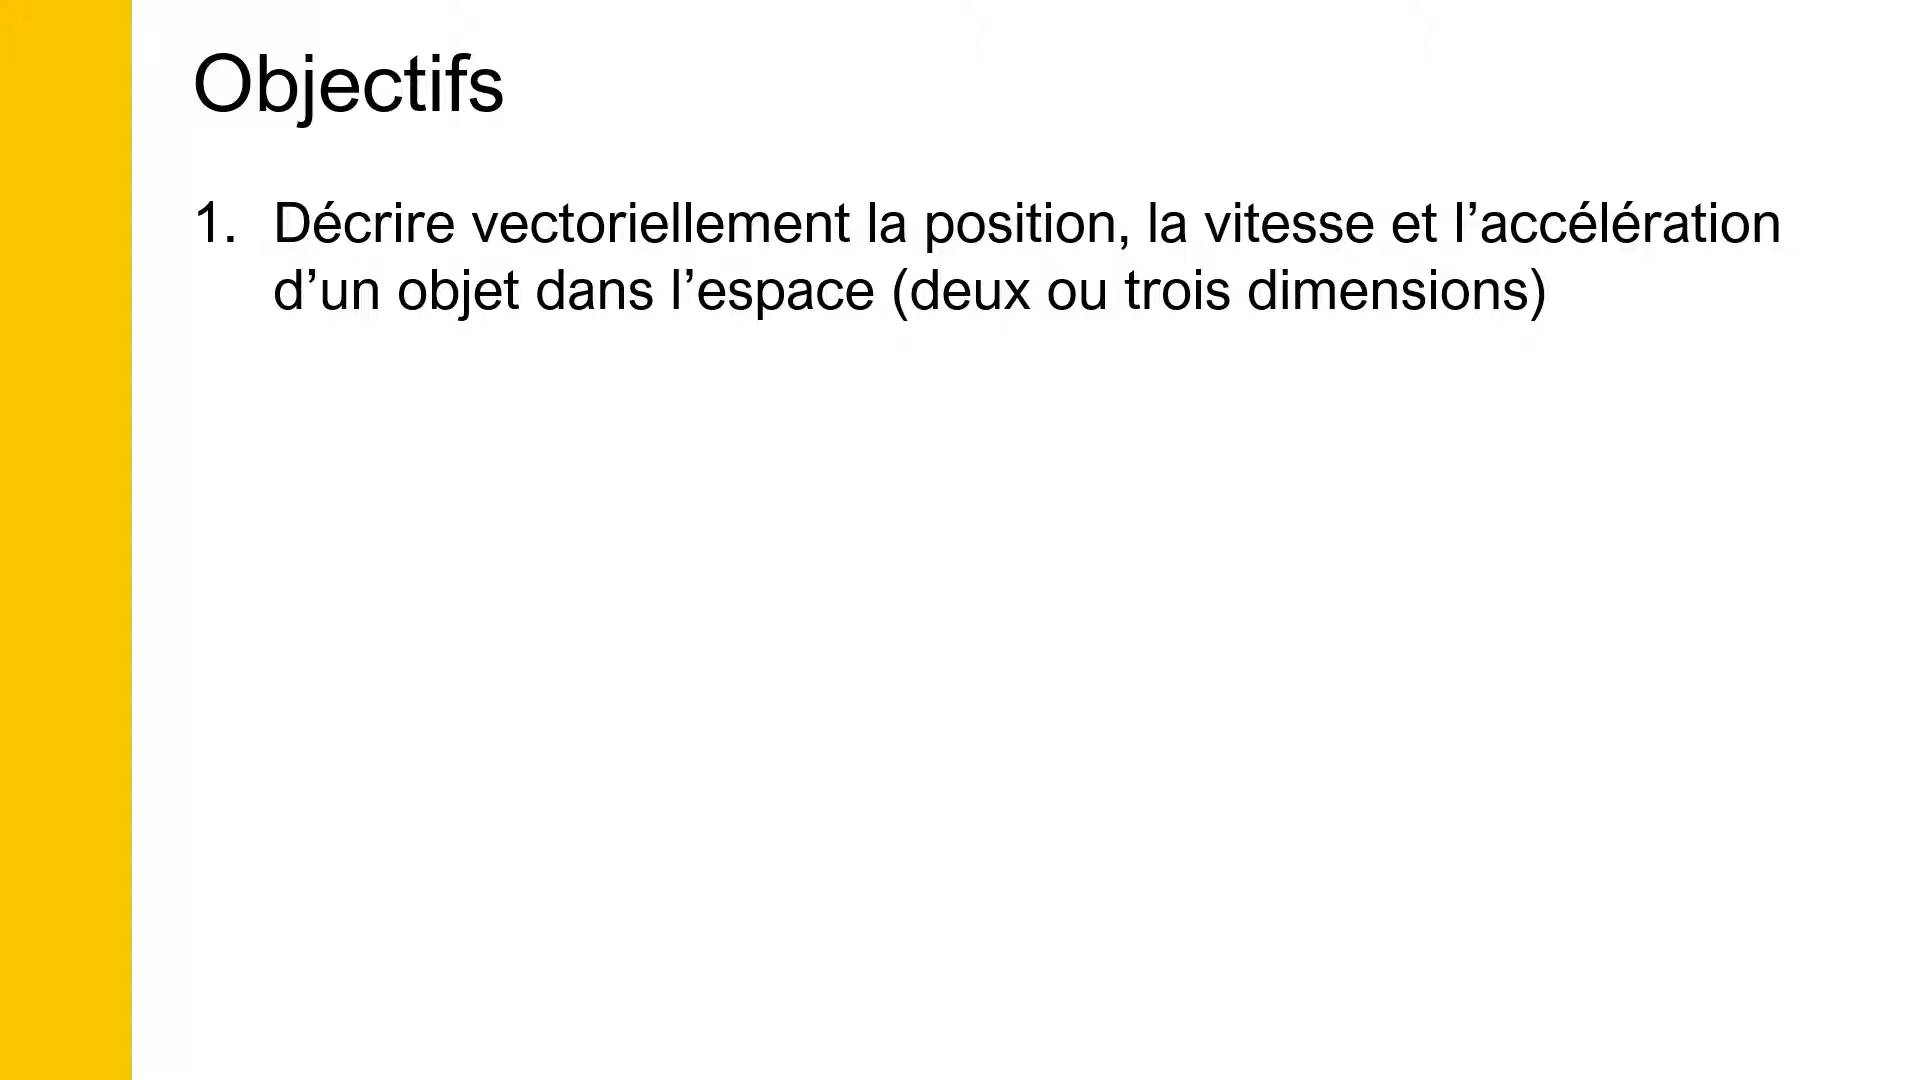 Objectifs
1. Décrire vectoriellement la position, la vitesse et l’accélération
d’un objet dans l’espace (deux ou trois dimensions)